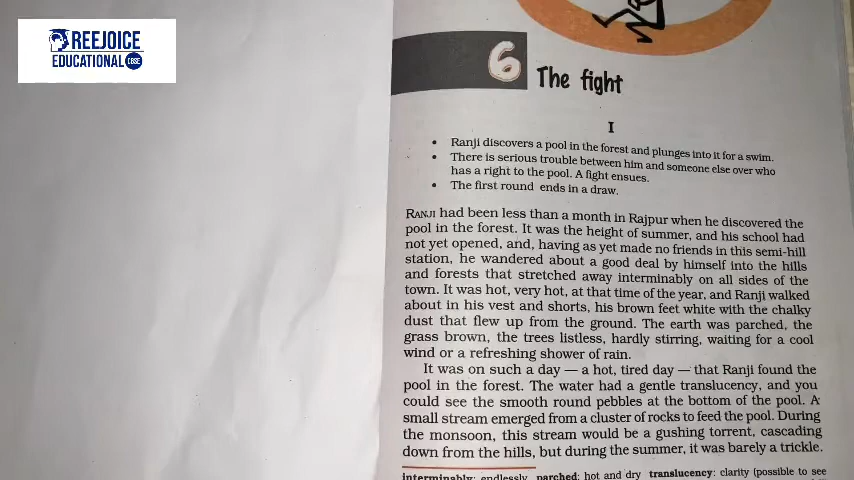 REEJOICE
EDUCATIONAL CBSE
6 The fight
I
• Ranji discovers a pool in the forest and plunges into it for a swim.
• There is serious trouble between him and someone else over who
has a right to the pool. A fight ensues.
• The first round ends in a draw.
RANJI had been less than a month in Rajpur when he discovered the
pool in the forest. It was the height of summer, and his school had
not yet opened, and, having as yet made no friends in this semi-hill
station, he wandered about a good deal by himself into the hills
and forests that stretched away interminably on all sides of the
town. It was hot, very hot, at that time of the year, and Ranji walked
about in his vest and shorts, his brown feet white with the chalky
dust that flew up from the ground. The earth was parched, the
grass brown, the trees listless, hardly stirring, waiting for a cool
wind or a refreshing shower of rain.
It was on such a day — a hot, tired day — that Ranji found the
pool in the forest. The water had a gentle translucency, and you
could see the smooth round pebbles at the bottom of the pool. A
small stream emerged from a cluster of rocks to feed the pool. During
the monsoon, this stream would be a gushing torrent, cascading
down from the hills, but during the summer, it was barely a trickle.
interminably: endlessly parched: hot and dry translucency: clarity (possible to see